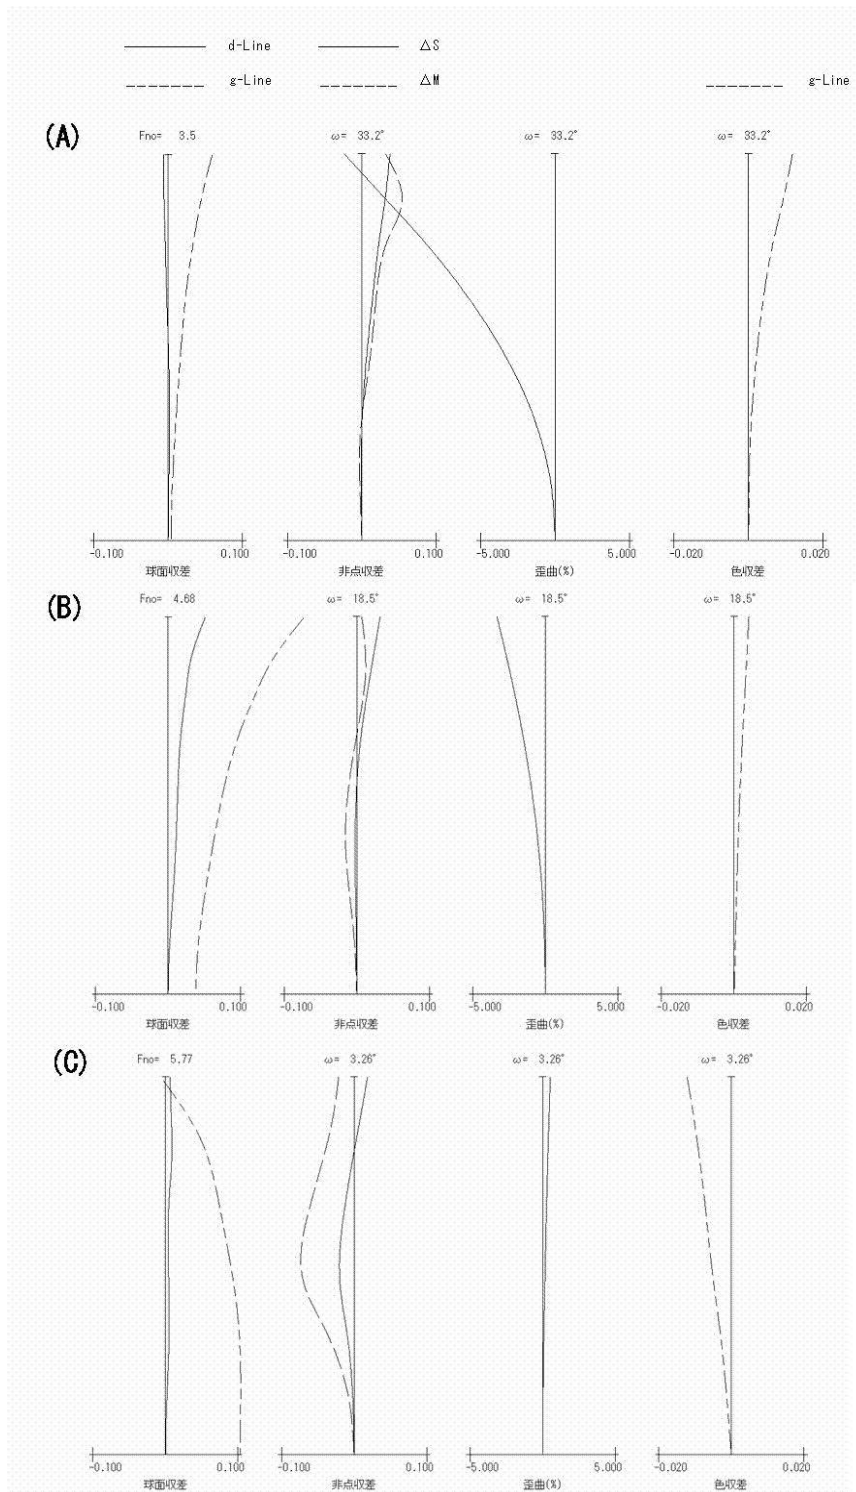 d-Line ΔS
g-Line ΔM g-Line
(A)
Fno= 3.5 ω= 33.2° ω= 33.2° ω= 33.2°
-0.100 0.100 -0.100 0.100 -5.000 5.000 -0.020 0.020
球面収差 非点収差 歪曲(%) 色収差
(B)
Fno= 4.68 ω= 18.5° ω= 18.5° ω= 18.5°
-0.100 0.100 -0.100 0.100 -5.000 5.000 -0.020 0.020
球面収差 非点収差 歪曲(%) 色収差
(C)
Fno= 5.77 ω= 3.26° ω= 3.26° ω= 3.26°
-0.100 0.100 -0.100 0.100 -5.000 5.000 -0.020 0.020
球面収差 非点収差 歪曲(%) 色収差